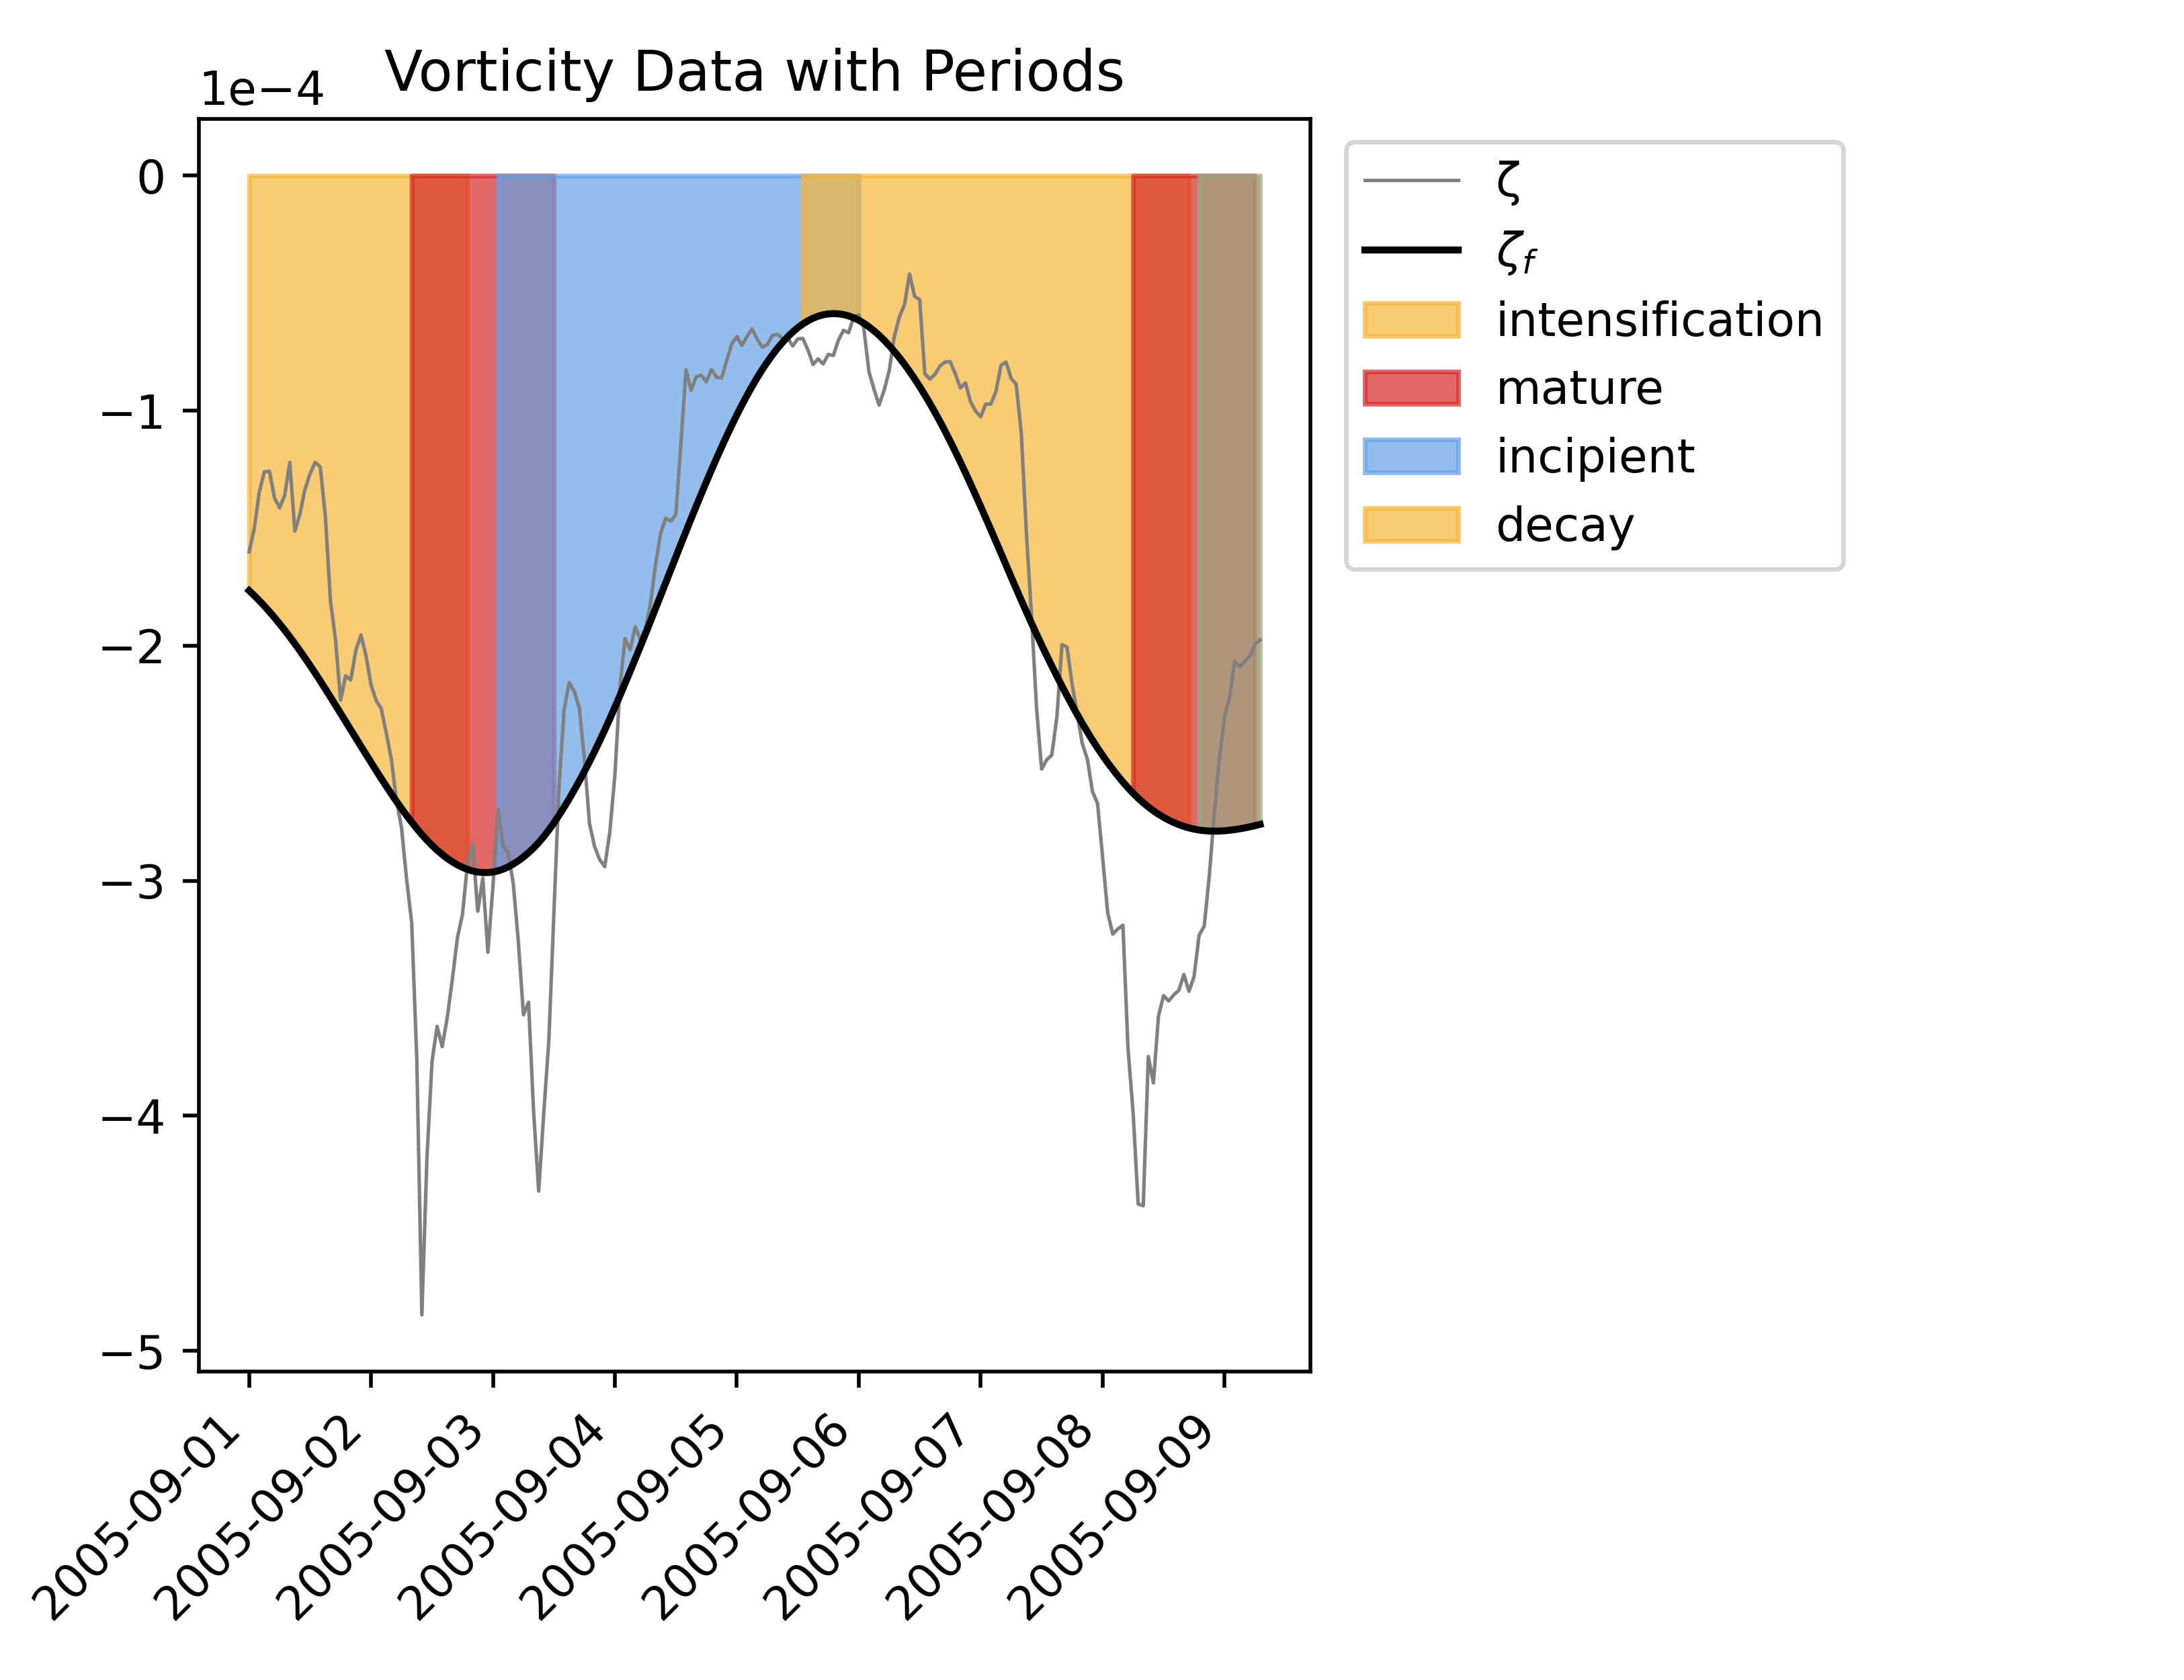 Vorticity Data with Periods
1e−4
0
−1
−2
−3
−4
−5
2005-09-01
2005-09-02
2005-09-03
2005-09-04
2005-09-05
2005-09-06
2005-09-07
2005-09-08
2005-09-09
ζ
ζf
intensification
mature
incipient
decay